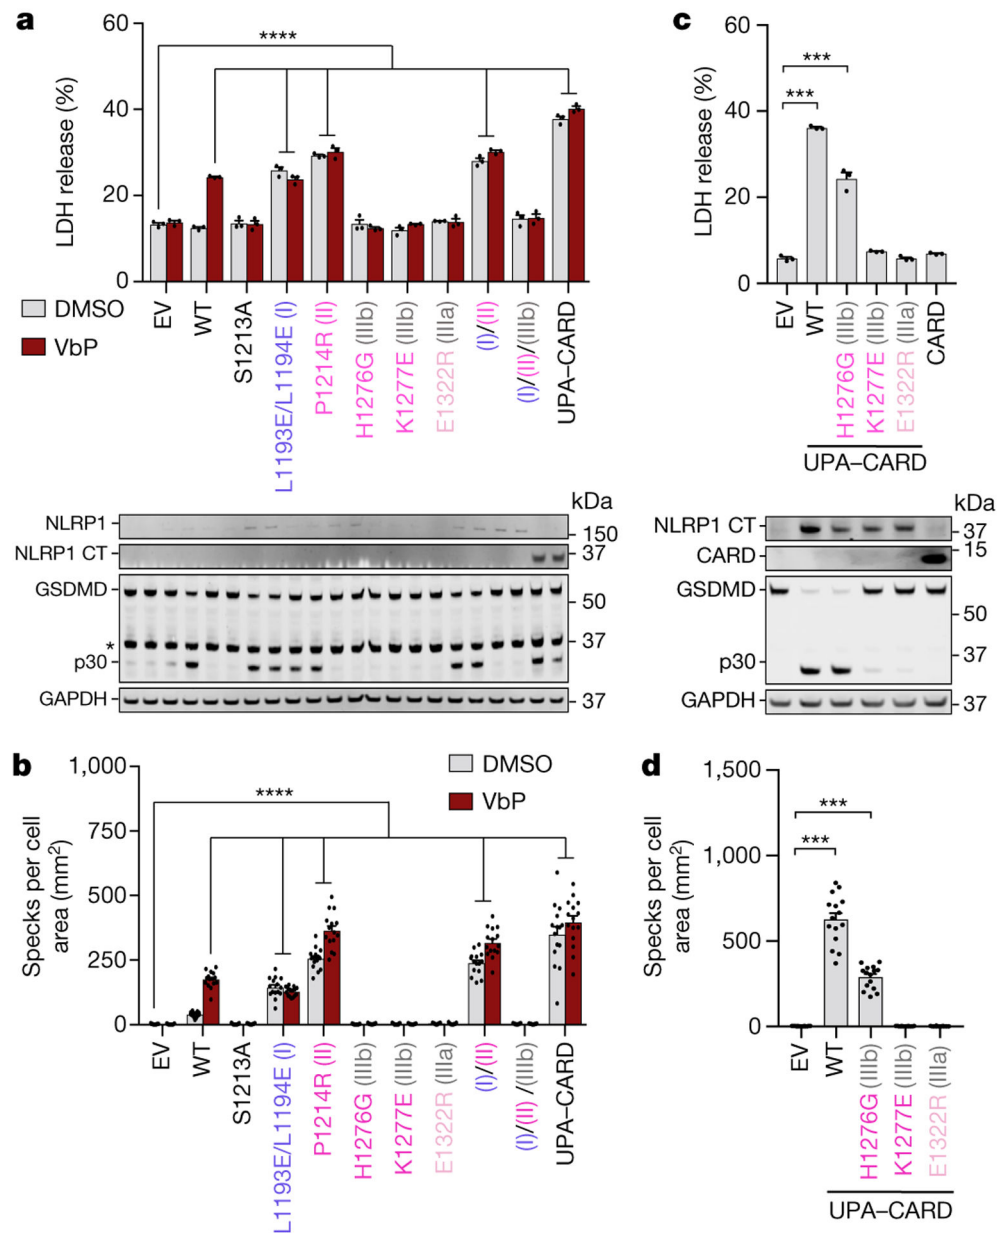 a
LDH release (%)
60
40
20
0
****
DMSO
VbP
EV
WT
S1213A
L1193E/L1194E (I)
P1214R (II)
H1276G (IIIb)
K1277E (IIIb)
E1322R (IIIa)
(I)/(II)
(I)/(II)/(IIIb)
UPA–CARD
kDa
NLRP1
150
NLRP1 CT
37
GSDMD
50
*
37
p30
GAPDH
37
c
LDH release (%)
60
40
20
0
***
***
EV
WT
H1276G (IIIb)
K1277E (IIIb)
E1322R (IIIa)
CARD
UPA–CARD
kDa
NLRP1 CT
37
CARD
15
GSDMD
50
37
p30
GAPDH
37
b
Specks per cell
area (mm2)
1,000
750
500
250
0
****
DMSO
VbP
EV
WT
S1213A
L1193E/L1194E (I)
P1214R (II)
H1276G (IIIb)
K1277E (IIIb)
E1322R (IIIa)
(I)/(II)
(I)/(II) /(IIIb)
UPA–CARD
d
Specks per cell
area (mm2)
1,500
1,000
500
0
***
***
EV
WT
H1276G (IIIb)
K1277E (IIIb)
E1322R (IIIa)
UPA–CARD